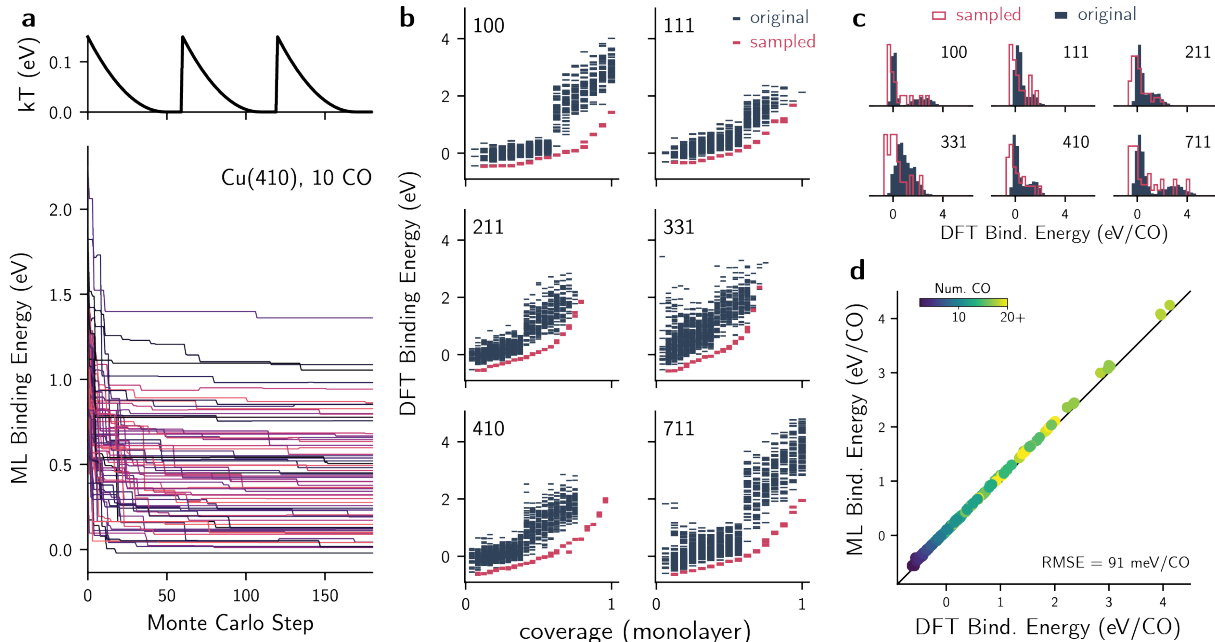 a
kT (eV)
0.1
0.0
ML Binding Energy (eV)
Cu(410), 10 CO
2.0
1.5
1.0
0.5
0.0
0
50
100
150
Monte Carlo Step
b
DFT Binding Energy (eV)
100
original
sampled
4
2
0
111
211
4
2
0
331
410
4
2
0
711
0
1
0
1
coverage (monolayer)
c
sampled
original
100
111
211
331
410
711
0
4
0
4
0
4
DFT Bind. Energy (eV/CO)
d
ML Bind. Energy (eV/CO)
Num. CO
10
20+
4
3
2
1
0
RMSE = 91 meV/CO
0
1
2
3
4
DFT Bind. Energy (eV/CO)